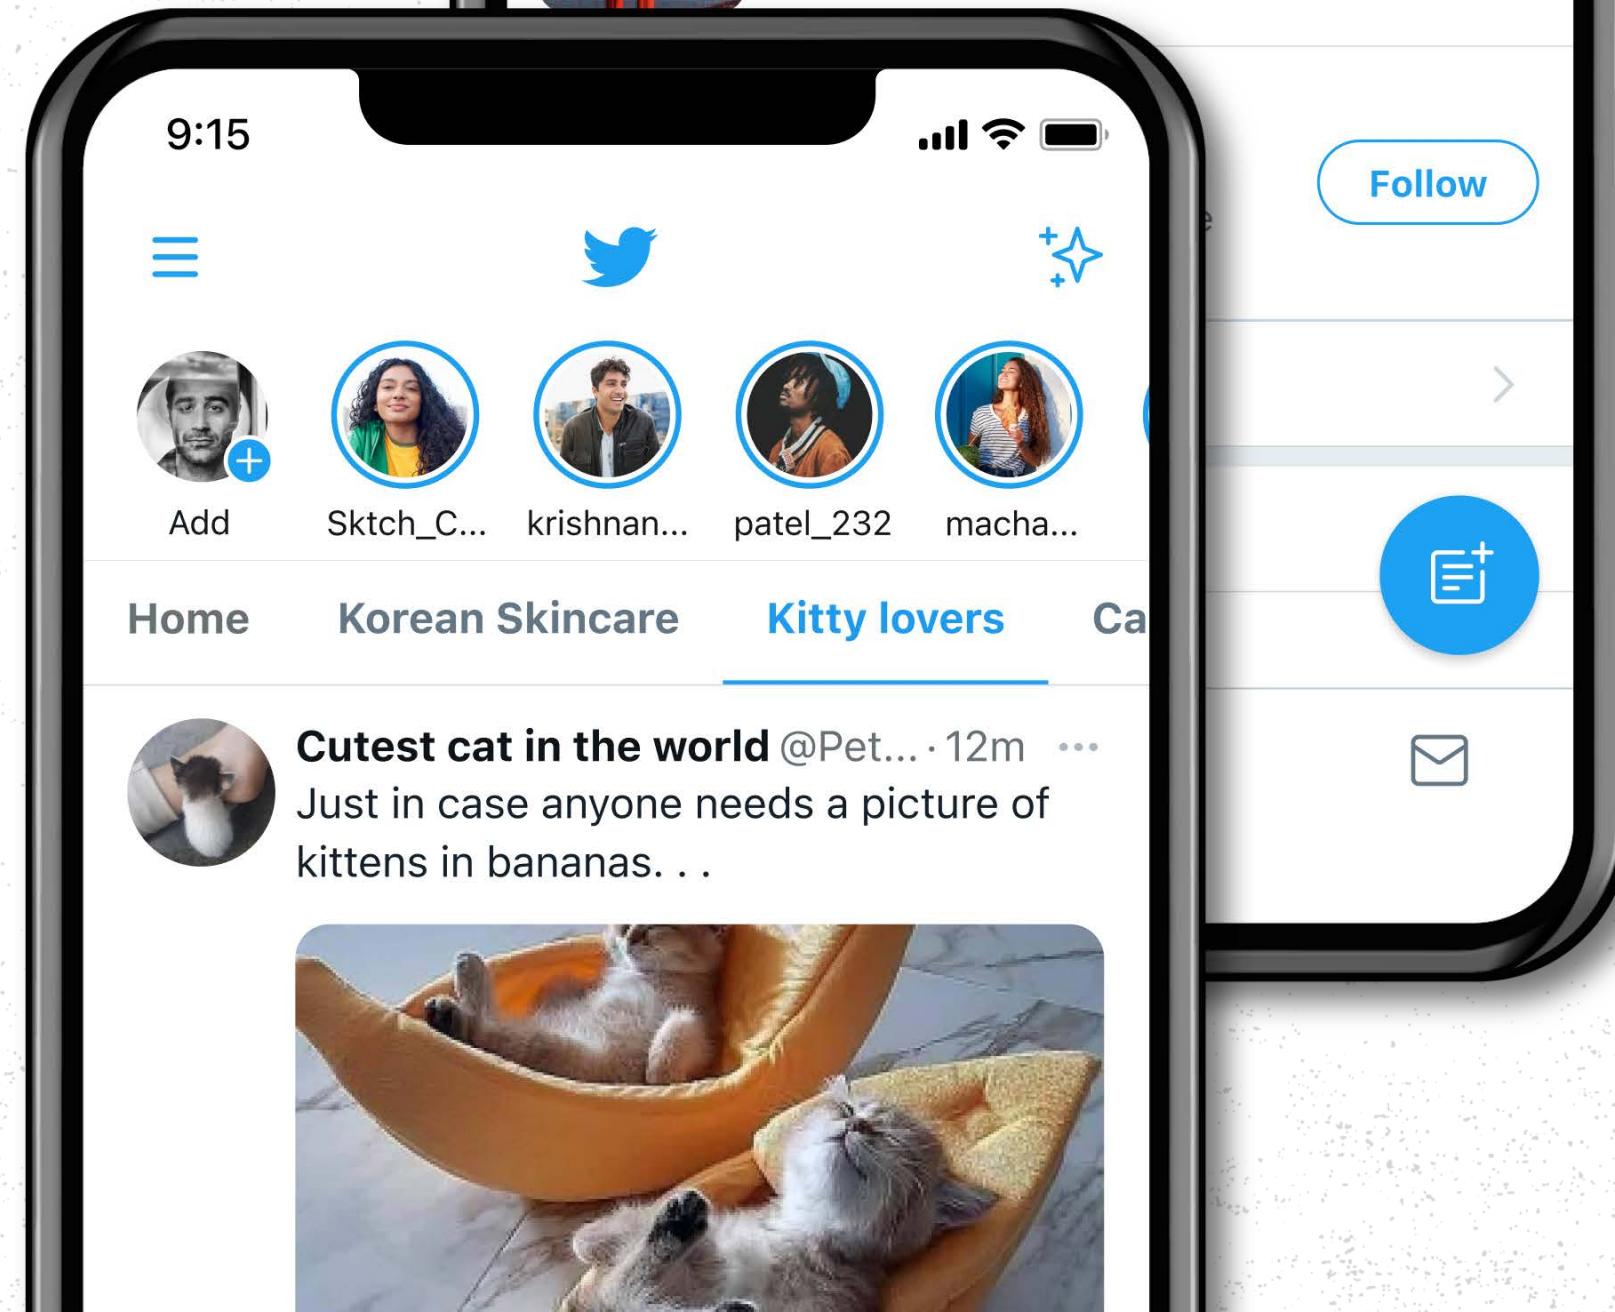 9:15
Follow
Add
Sktch_C...
krishnan...
patel_232
macha...
Home
Korean Skincare
Kitty lovers
Ca
Cutest cat in the world @Pet... · 12m
Just in case anyone needs a picture of
kittens in bananas. . .